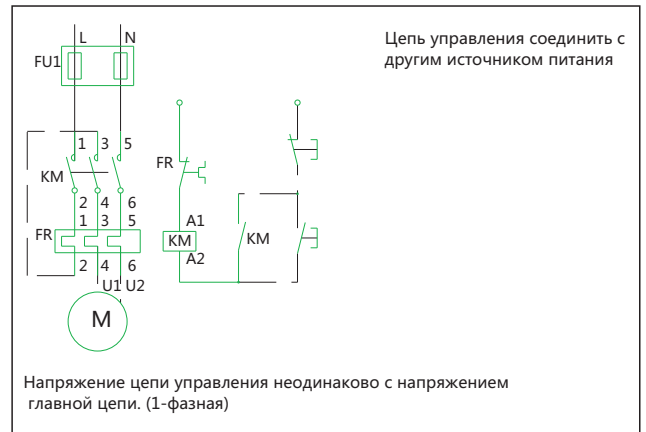 L N
FU1
Цепь управления соединить с
другим источником питания
1 3 5
KM
FR
2 4 6
1 3 5
FR
A1
KM
A2
KM
2 4 6
U1 U2
M
Напряжение цепи управления неодинаково с напряжением
главной цепи. (1-фазная)